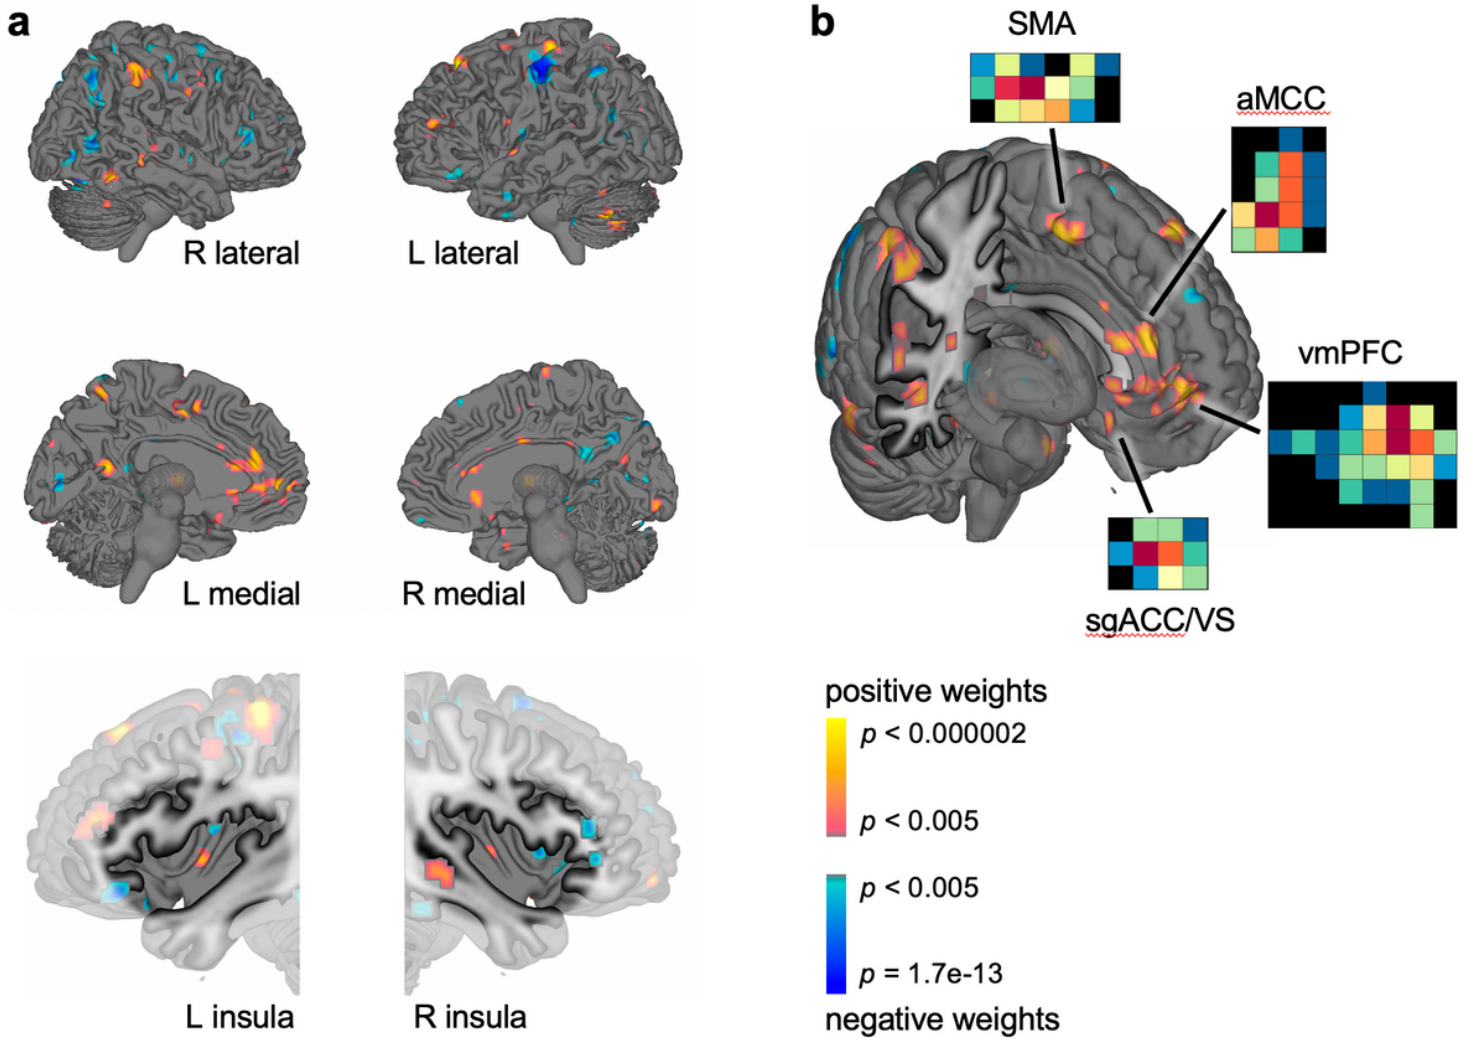 a
R lateral
L lateral
L medial
R medial
L insula
R insula
b
SMA
aMCC
vmPFC
sgACC/VS
positive weights
p < 0.000002
p < 0.005
p < 0.005
p = 1.7e-13
negative weights